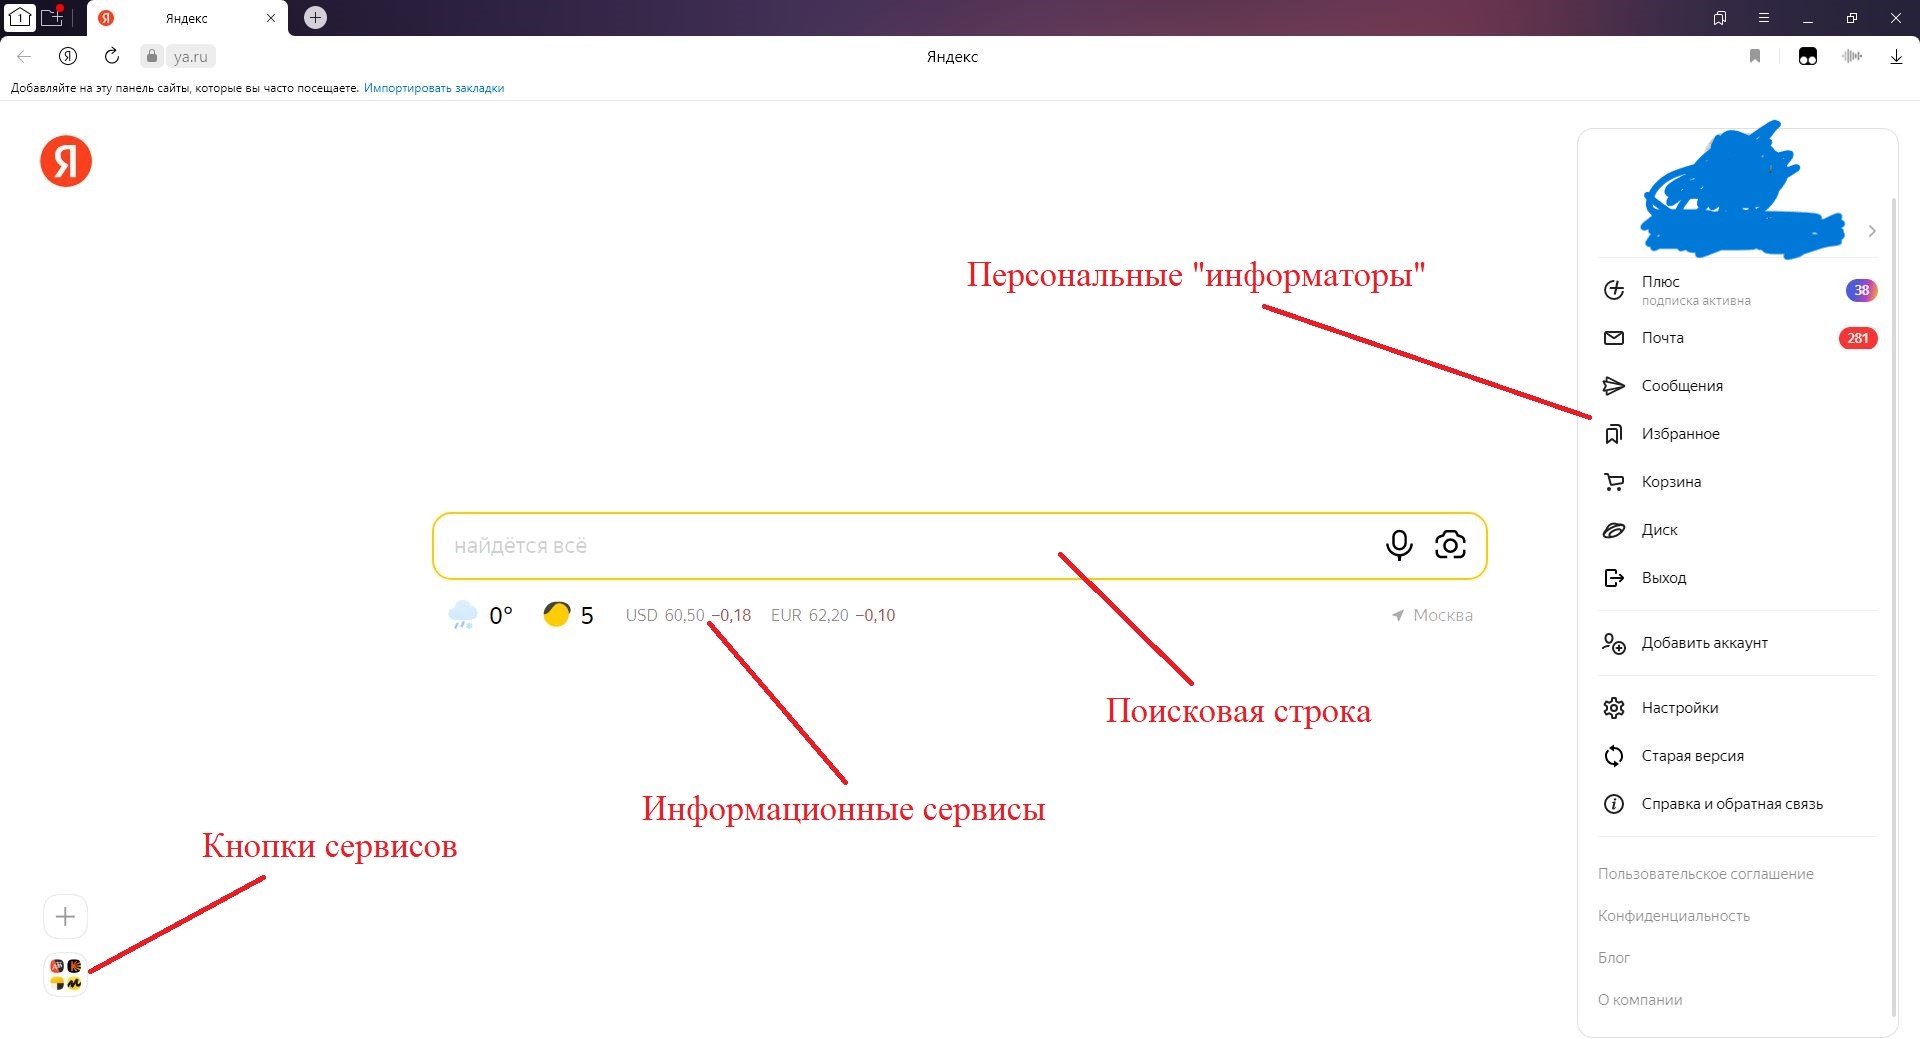 1
Я Яндекс
Я ya.ru Яндекс
Добавляйте на эту панель сайты, которые вы часто посещаете. Импортировать закладки
Я
Персональные "информаторы"
Плюс 38
подписка активна
Почта 281
Сообщения
Избранное
Корзина
Диск
Выход
Добавить аккаунт
Настройки
Старая версия
Справка и обратная связь
Пользовательское соглашение
Конфиденциальность
Блог
О компании
найдётся всё
0° 5 USD 60,50 −0,18 EUR 62,20 −0,10 Москва
Поисковая строка
Информационные сервисы
Кнопки сервисов